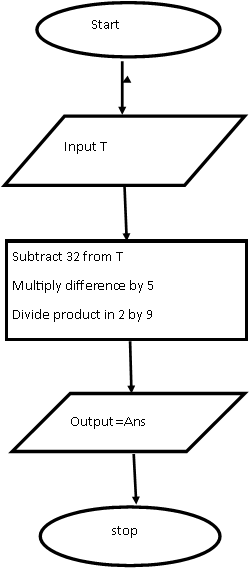 Start
Input T
Subtract 32 from T
Multiply difference by 5
Divide product in 2 by 9
Output=Ans
stop